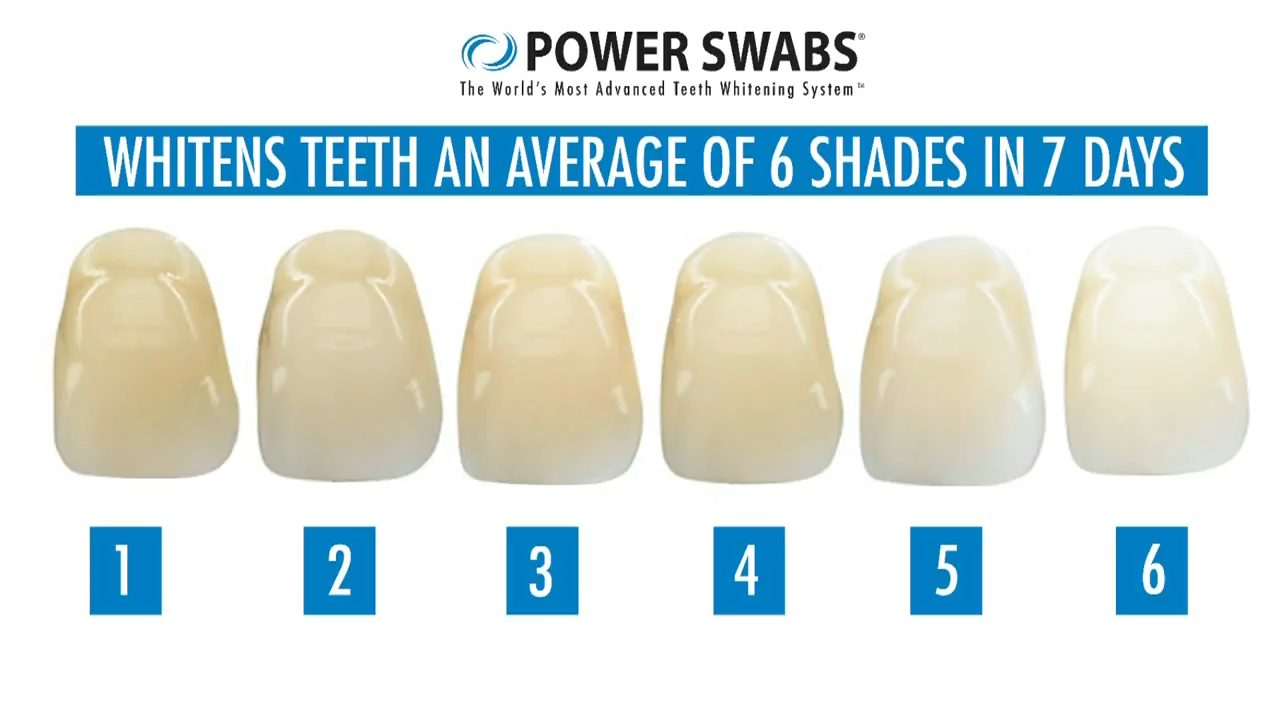 POWER SWABS®
The World's Most Advanced Teeth Whitening System™
WHITENS TEETH AN AVERAGE OF 6 SHADES IN 7 DAYS
1 2 3 4 5 6